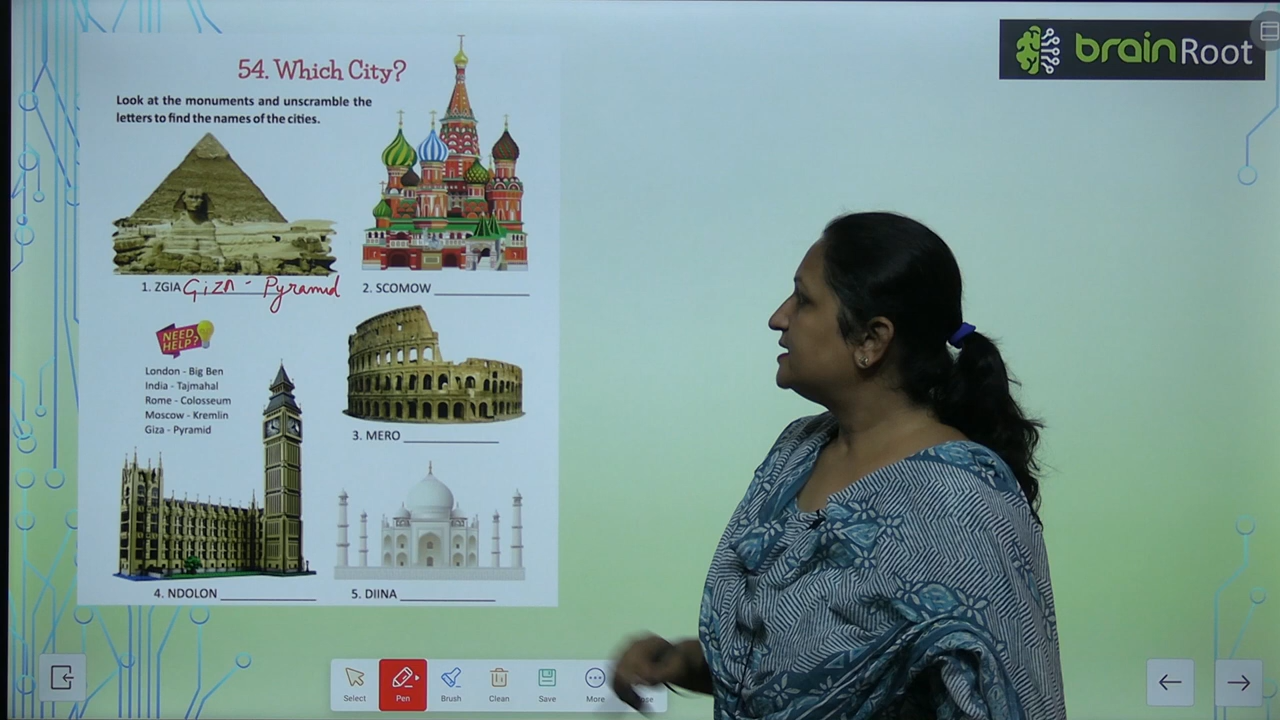 brainRoot
54. Which City?
Look at the monuments and unscramble the
letters to find the names of the cities.
1. ZGIA Giza - Pyramid
2. SCOMOW
NEED HELP?
London - Big Ben
India - Tajmahal
Rome - Colosseum
Moscow - Kremlin
Giza - Pyramid
3. MERO
4. NDOLON
5. DIINA
Select Pen Brush Clean Save More